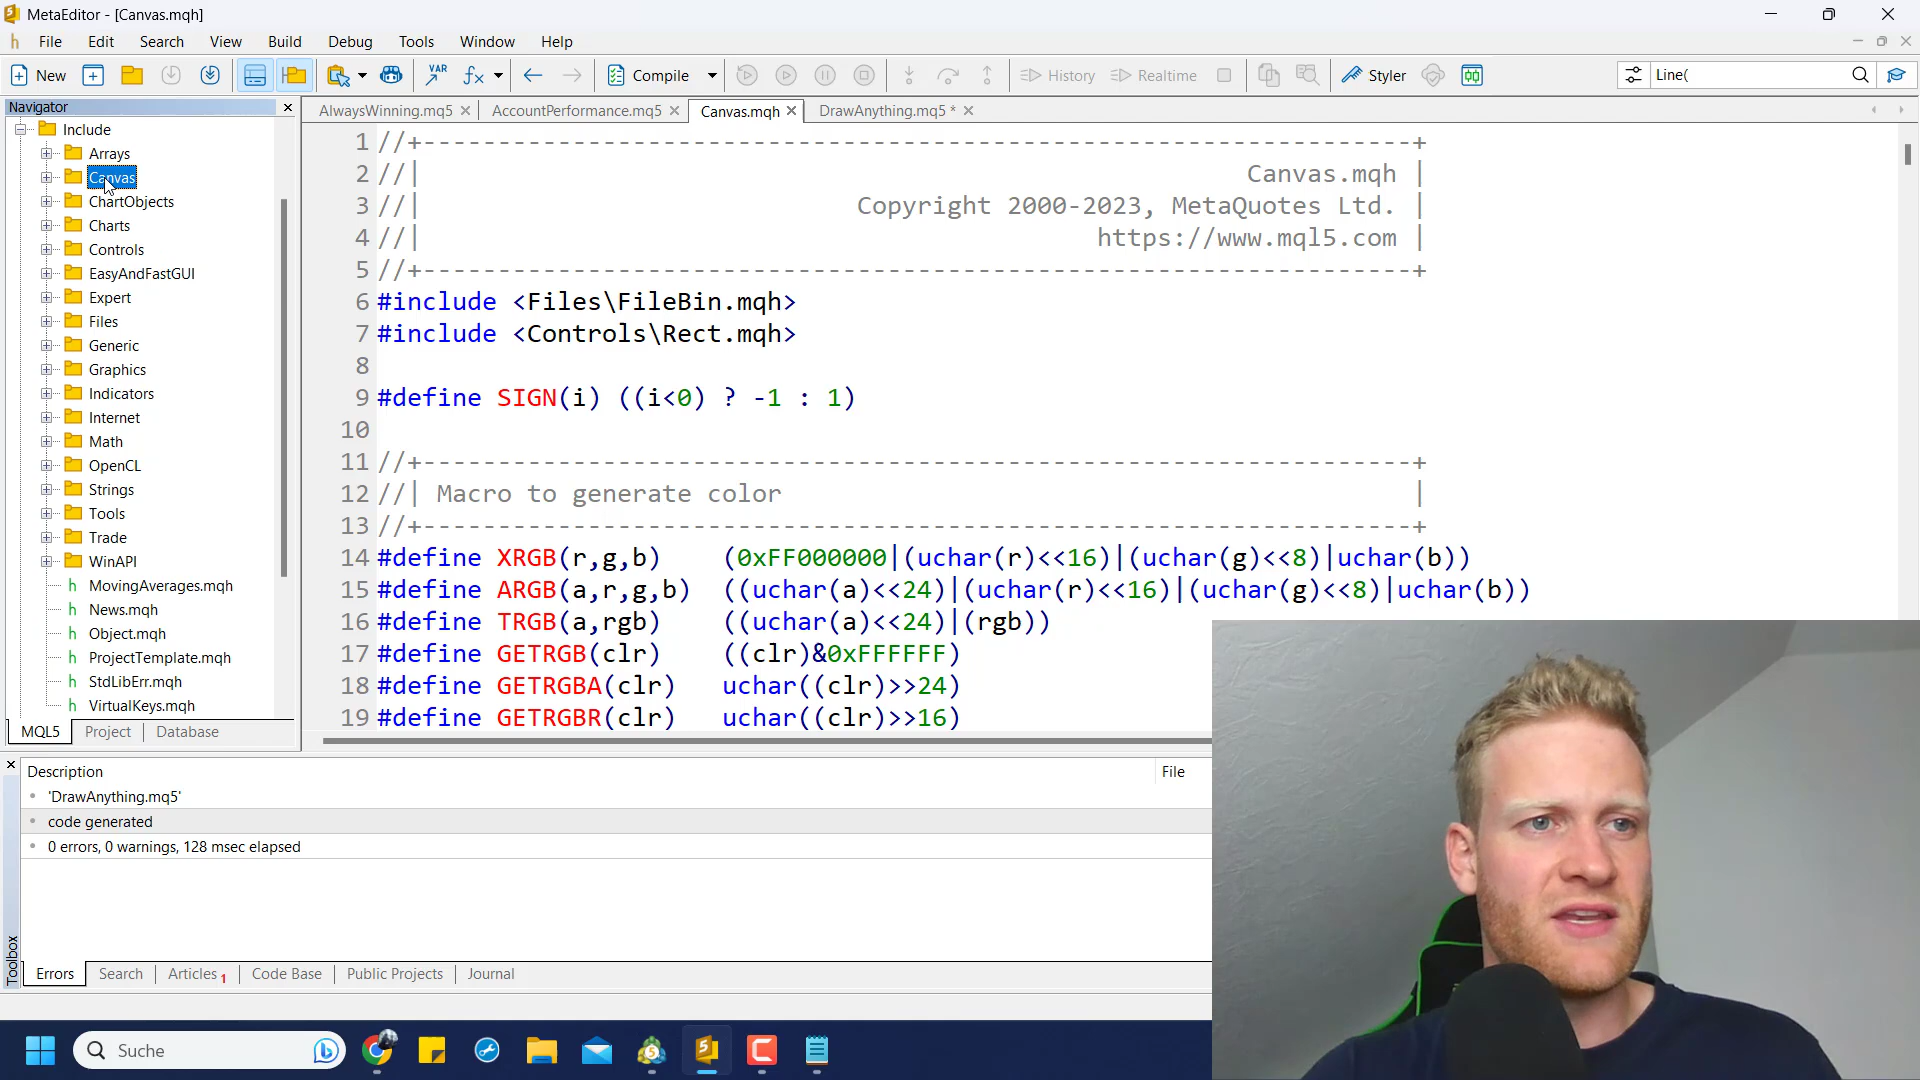 MetaEditor - [Canvas.mqh]
File Edit Search View Build Debug Tools Window Help
New VAR fx Compile History Realtime Styler Line(
Navigator
AlwaysWinning.mq5 AccountPerformance.mq5 Canvas.mqh DrawAnything.mq5 *
Include
Arrays
Canvas
ChartObjects
Charts
Controls
EasyAndFastGUI
Expert
Files
Generic
Graphics
Indicators
Internet
Math
OpenCL
Strings
Tools
Trade
WinAPI
MovingAverages.mqh
News.mqh
Object.mqh
ProjectTemplate.mqh
StdLibErr.mqh
VirtualKeys.mqh
MQL5 Project Database
1 //+------------------------------------------------------------------+
2 //| Canvas.mqh |
3 //| Copyright 2000-2023, MetaQuotes Ltd. |
4 //| https://www.mql5.com |
5 //+------------------------------------------------------------------+
6 #include <Files\FileBin.mqh>
7 #include <Controls\Rect.mqh>
8
9 #define SIGN(i) ((i<0) ? -1 : 1)
10
11 //+------------------------------------------------------------------+
12 //| Macro to generate color |
13 //+------------------------------------------------------------------+
14 #define XRGB(r,g,b) (0xFF000000|(uchar(r)<<16)|(uchar(g)<<8)|uchar(b))
15 #define ARGB(a,r,g,b) ((uchar(a)<<24)|(uchar(r)<<16)|(uchar(g)<<8)|uchar(b))
16 #define TRGB(a,rgb) ((uchar(a)<<24)|(rgb))
17 #define GETRGB(clr) ((clr)&0xFFFFFF)
18 #define GETRGBA(clr) uchar((clr)>>24)
19 #define GETRGBR(clr) uchar((clr)>>16)
Description File
'DrawAnything.mq5'
code generated
0 errors, 0 warnings, 128 msec elapsed
Toolbox
Errors Search Articles 1 Code Base Public Projects Journal
Suche